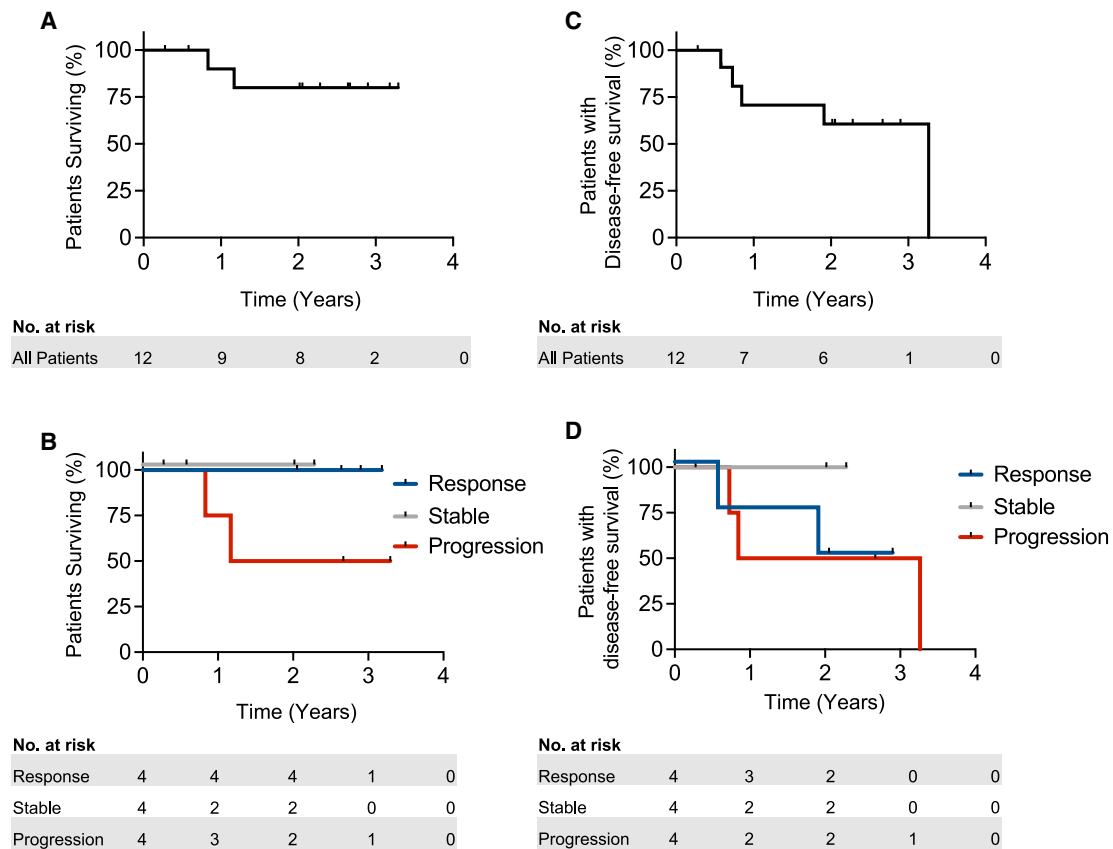 A
Patients Surviving (%)
100
75
50
25
0
0 1 2 3 4
Time (Years)
No. at risk
All Patients 12 9 8 2 0
C
Patients with
Disease-free survival (%)
100
75
50
25
0
0 1 2 3 4
Time (Years)
No. at risk
All Patients 12 7 6 1 0
B
Patients Surviving (%)
100
75
50
25
0
0 1 2 3 4
Time (Years)
Response
Stable
Progression
No. at risk
Response 4 4 4 1 0
Stable 4 2 2 0 0
Progression 4 3 2 1 0
D
Patients with
disease-free survival (%)
100
75
50
25
0
0 1 2 3 4
Time (Years)
Response
Stable
Progression
No. at risk
Response 4 3 2 0 0
Stable 4 2 2 0 0
Progression 4 2 2 1 0